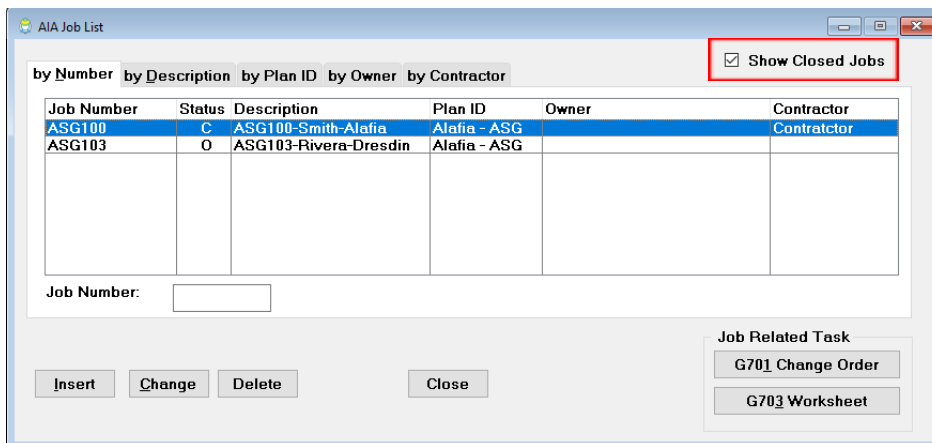 AIA Job List
Show Closed Jobs
by Number by Description by Plan ID by Owner by Contractor
Job Number Status Description Plan ID Owner Contractor
ASG100 C ASG100-Smith-Alafia Alafia - ASG Contratctor
ASG103 O ASG103-Rivera-Dresdin Alafia - ASG
Job Number:
Job Related Task
G701 Change Order
Insert Change Delete Close
G703 Worksheet